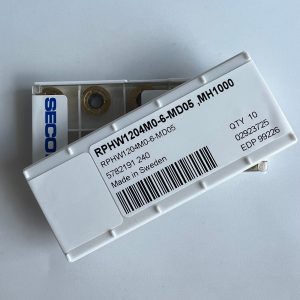 SECO
RPHW1204M0-6-MD05 ,MH1000
RPHW1204M0-6-MD05
5782191 240
Made in Sweden
QTY 10
02923725
EDP 99226